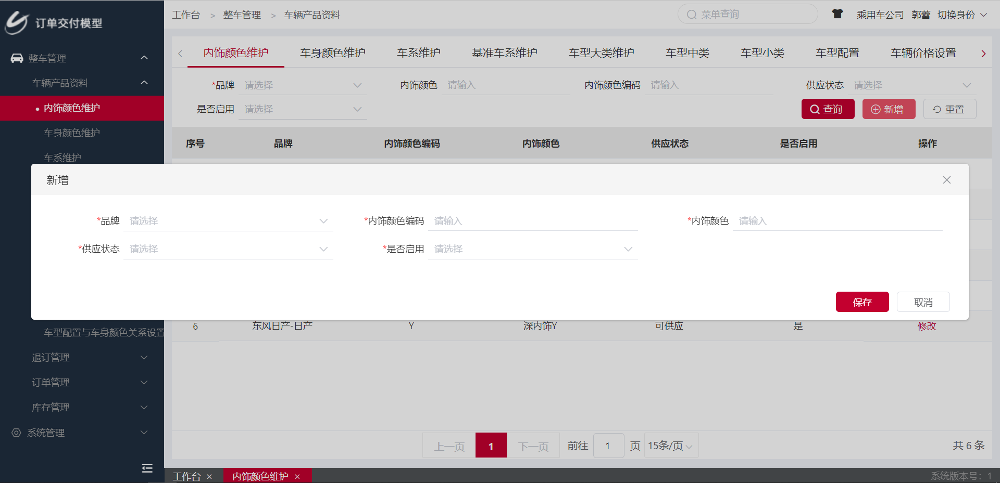 订单交付模型
工作台 > 整车管理 > 车辆产品资料
菜单查询
乘用车公司 郭蕾 切换身份
整车管理
车辆产品资料
内饰颜色维护
车身颜色维护
车系维护
车型配置与车身颜色关系设置
退订管理
订单管理
库存管理
系统管理
内饰颜色维护 车身颜色维护 车系维护 基准车系维护 车型大类维护 车型中类 车型小类 车型配置 车辆价格设置
*品牌 请选择 内饰颜色 请输入 内饰颜色编码 请输入 供应状态 请选择
是否启用 请选择 查询 新增 重置
序号 品牌 内饰颜色编码 内饰颜色 供应状态 是否启用 操作
新增
*品牌 请选择 *内饰颜色编码 请输入 *内饰颜色 请输入
*供应状态 请选择 *是否启用 请选择
保存 取消
6 东风日产-日产 Y 深内饰Y 可供应 是 修改
上一页 1 下一页 前往 1 页 15条/页 共 6 条
工作台 × 内饰颜色维护 × 系统版本号：1